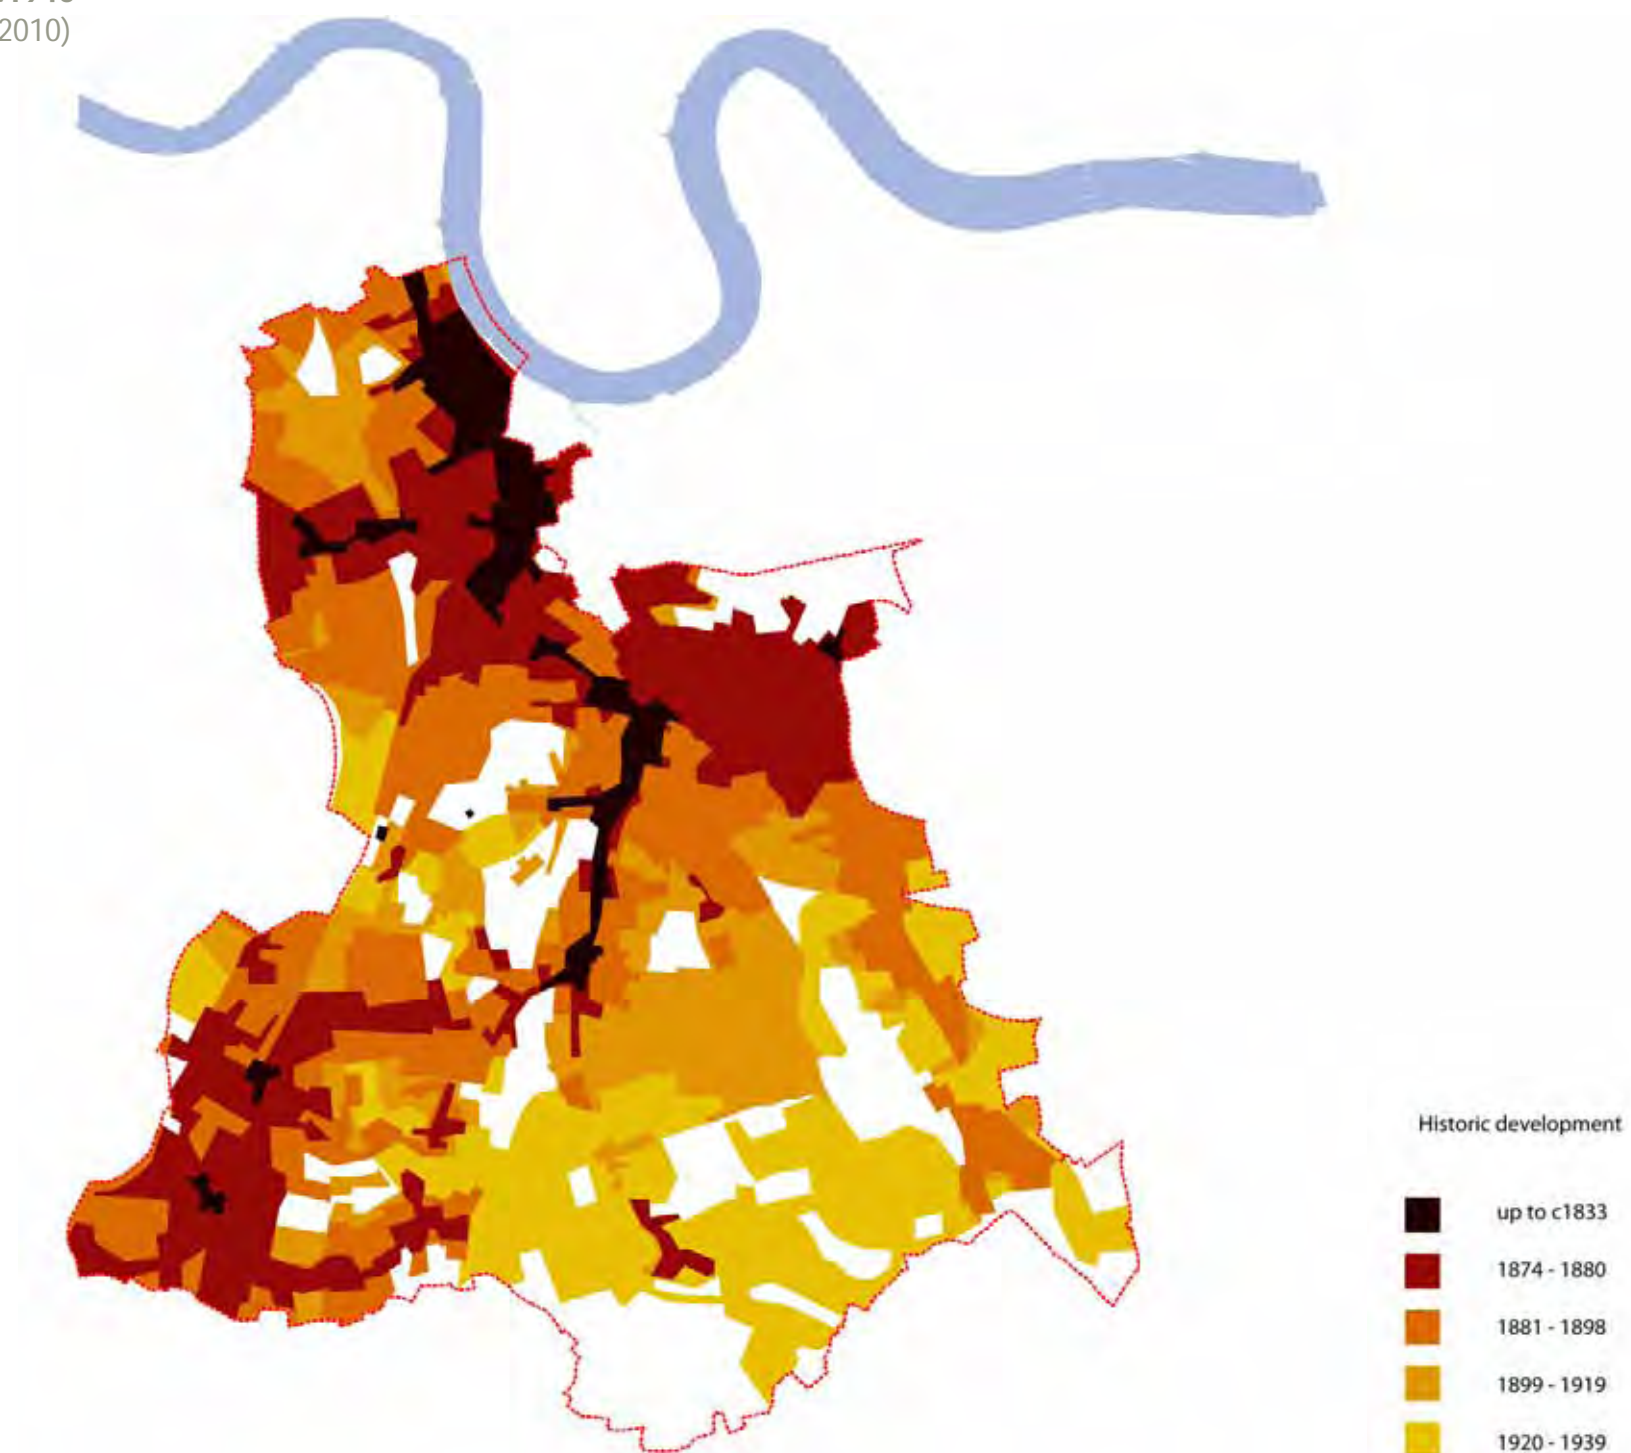 2010)
Historic development
up to c1833
1874 - 1880
1881 - 1898
1899 - 1919
1920 - 1939